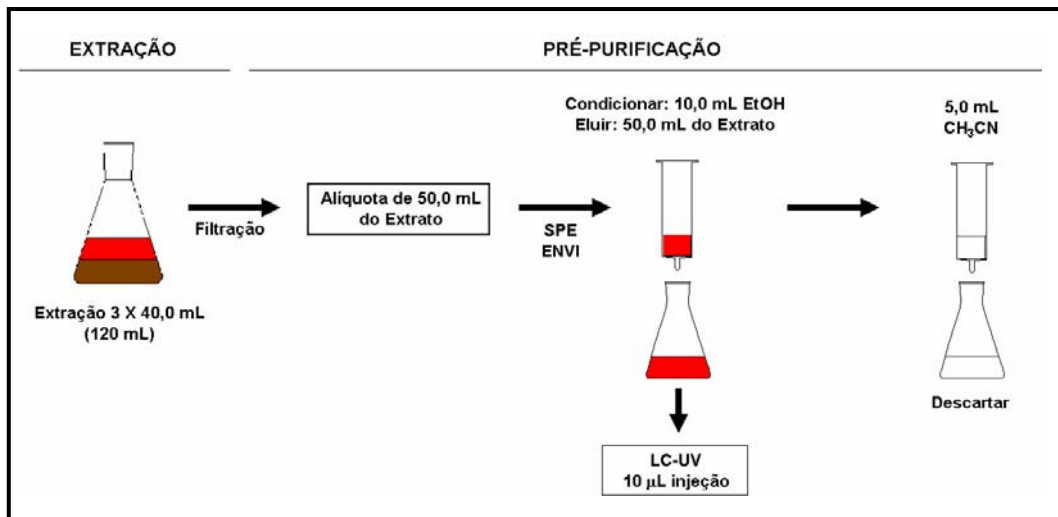 EXTRAÇÃO
PRÉ-PURIFICAÇÃO
Extração 3 X 40,0 mL
(120 mL)
Filtração
Alíquota de 50,0 mL
do Extrato
SPE
ENVI
Condicionar: 10,0 mL EtOH
Eluir: 50,0 mL do Extrato
LC-UV
10 µL injeção
5,0 mL
CH₃CN
Descartar